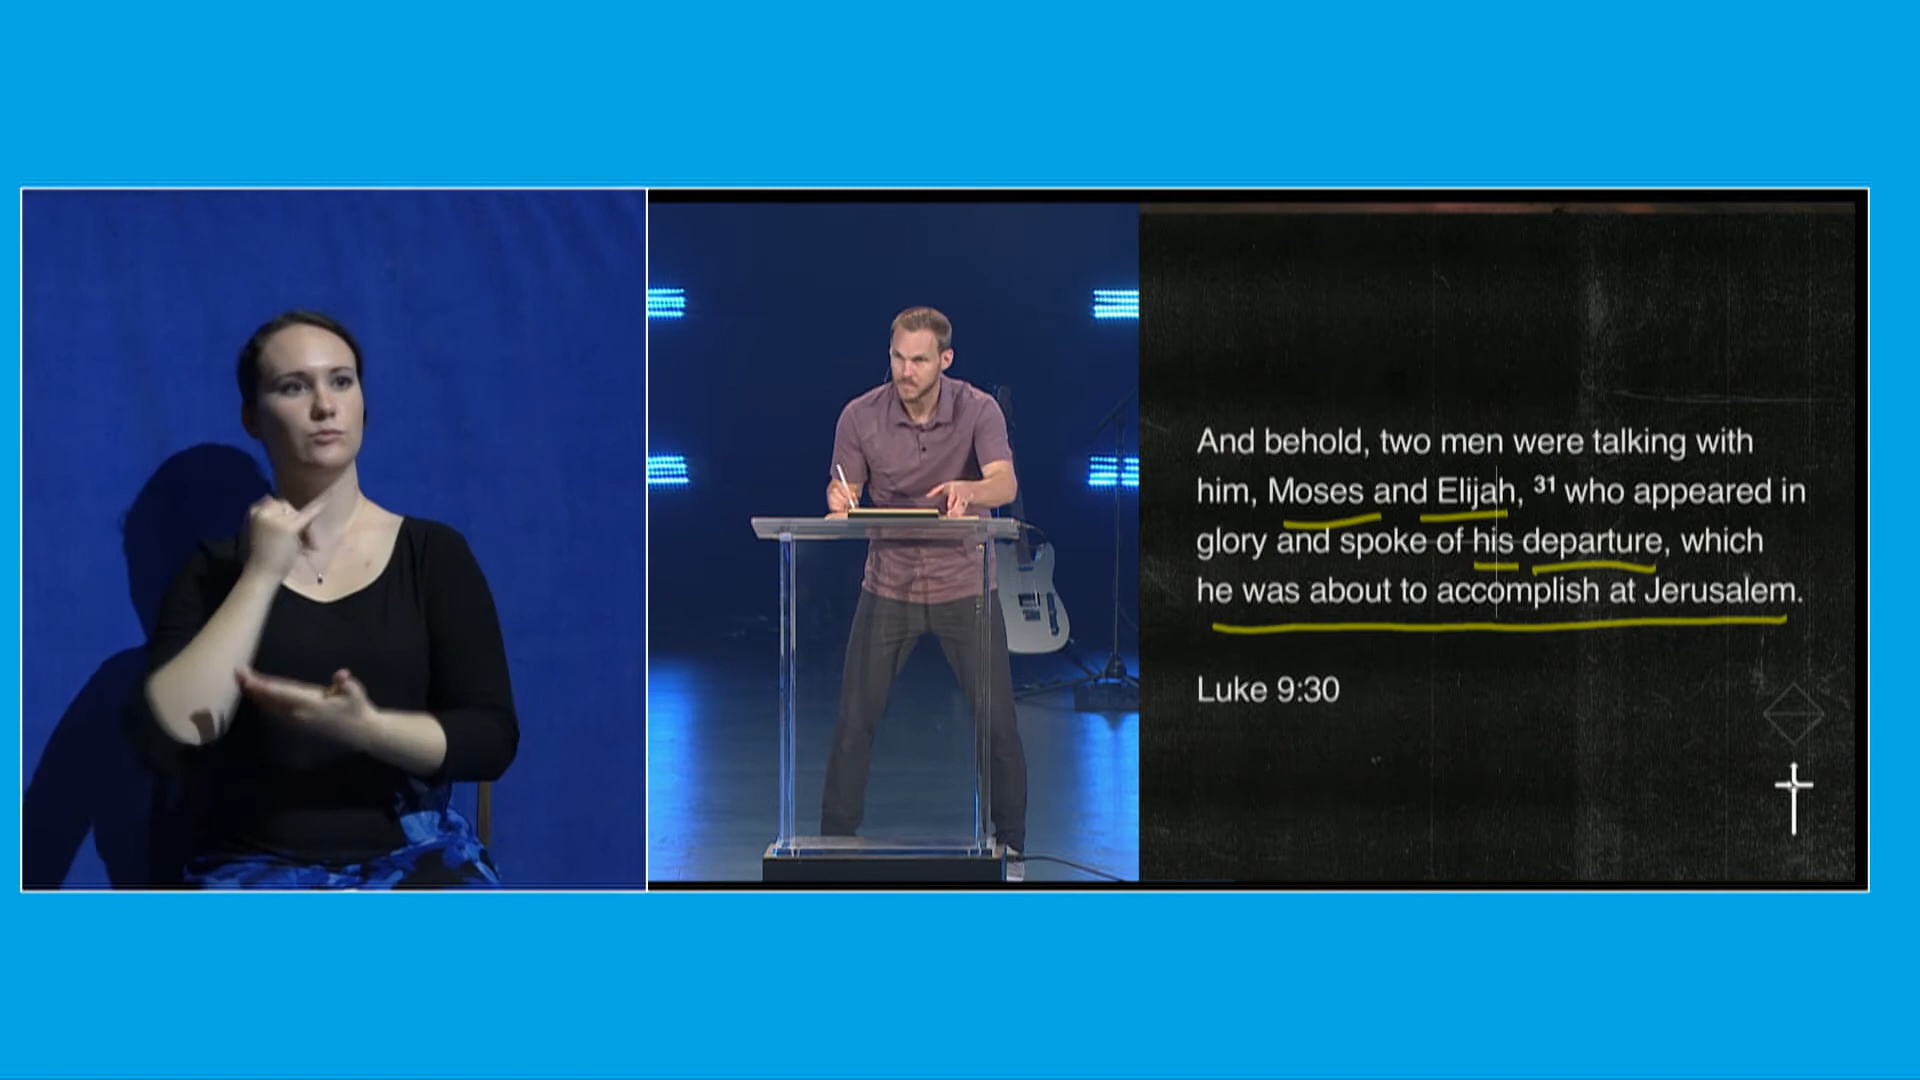 And behold, two men were talking with
him, Moses and Elijah, ³¹ who appeared in
glory and spoke of his departure, which
he was about to accomplish at Jerusalem.
Luke 9:30